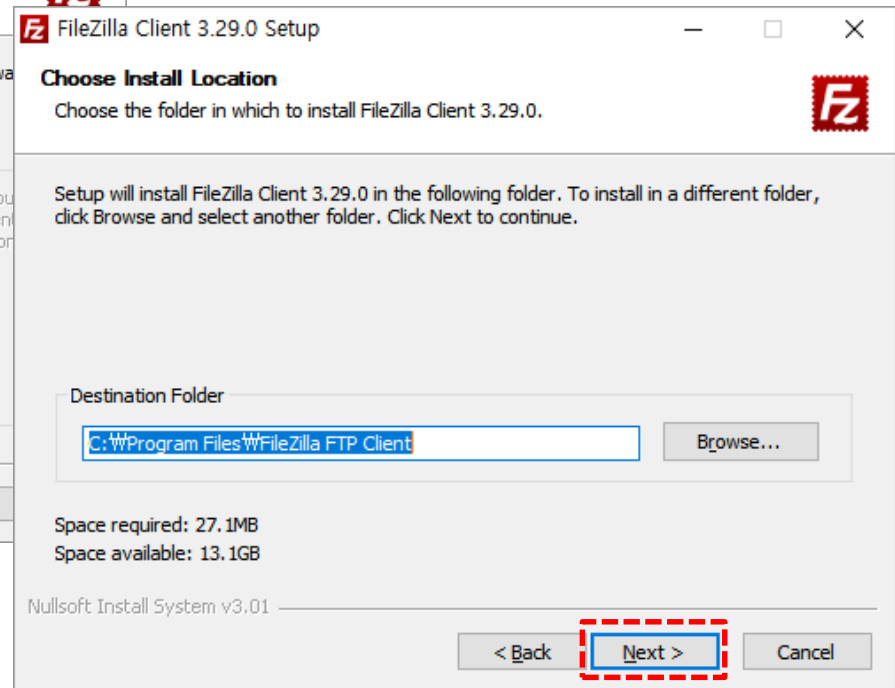 FileZilla Client 3.29.0 Setup
Choose Install Location
Choose the folder in which to install FileZilla Client 3.29.0.
Setup will install FileZilla Client 3.29.0 in the following folder. To install in a different folder,
click Browse and select another folder. Click Next to continue.
Destination Folder
C:₩Program Files₩FileZilla FTP Client
Browse...
Space required: 27.1MB
Space available: 13.1GB
Nullsoft Install System v3.01
< Back
Next >
Cancel